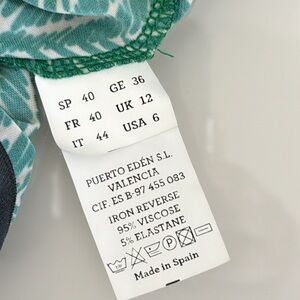 SP 40 GE 36
FR 40 UK 12
IT 44 USA 6
PUERTO EDÉN S.L.
VALENCIA
CIF. ES B-97 455 083
IRON REVERSE
95% VISCOSE
5% ELASTANE
Made in Spain